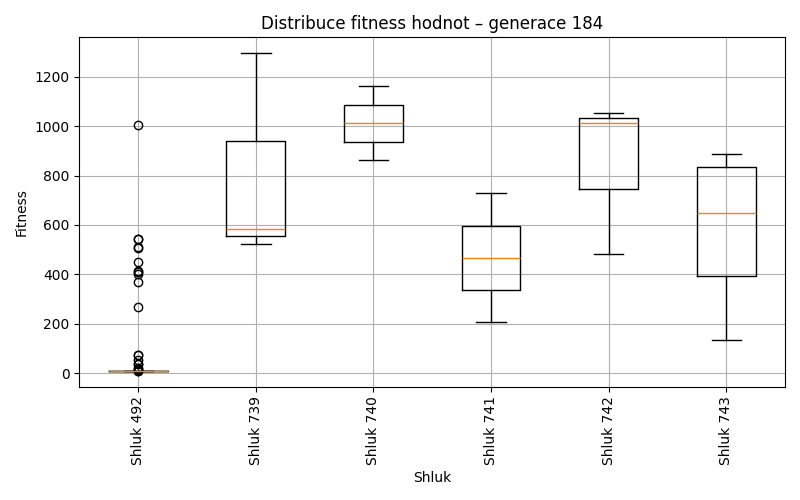 Distribuce fitness hodnot – generace 184
Fitness
1200
1000
800
600
400
200
0
Shluk 492
Shluk 739
Shluk 740
Shluk 741
Shluk 742
Shluk 743
Shluk